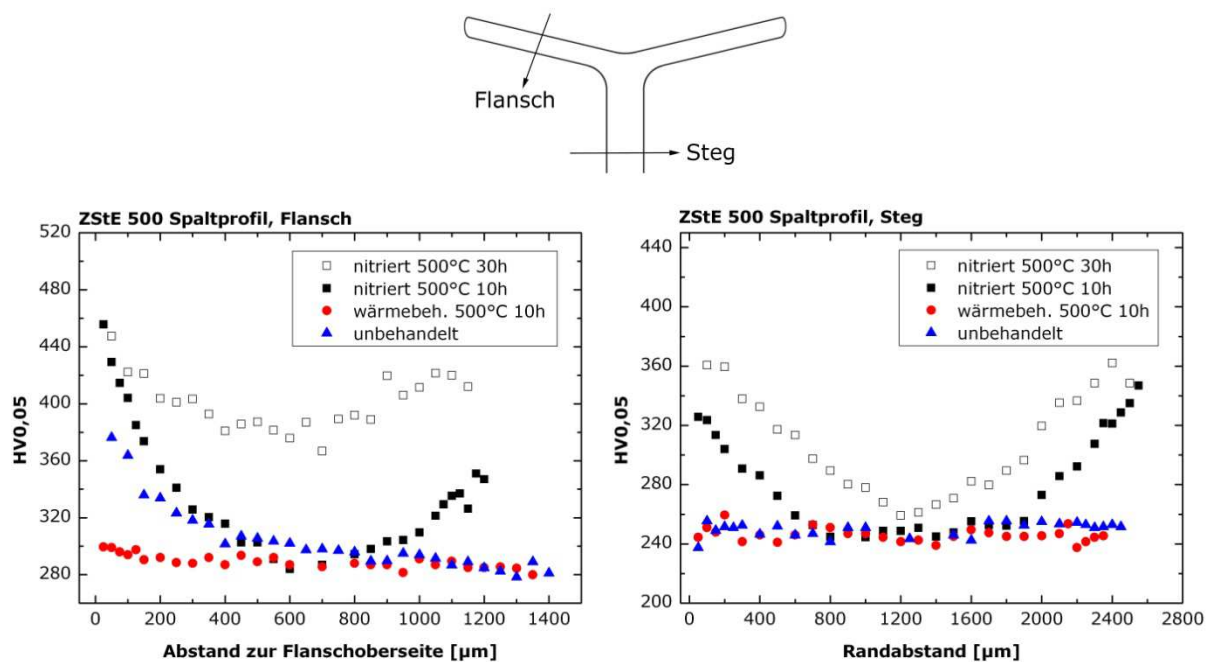 Flansch
Steg
ZStE 500 Spaltprofil, Flansch
520
480
440
400
360
320
280
HV0,05
nitriert 500°C 30h
nitriert 500°C 10h
wärmebeh. 500°C 10h
unbehandelt
0 200 400 600 800 1000 1200 1400
Abstand zur Flanschoberseite [µm]
ZStE 500 Spaltprofil, Steg
440
400
360
320
280
240
200
HV0,05
nitriert 500°C 30h
nitriert 500°C 10h
wärmebeh. 500°C 10h
unbehandelt
0 400 800 1200 1600 2000 2400 2800
Randabstand [µm]